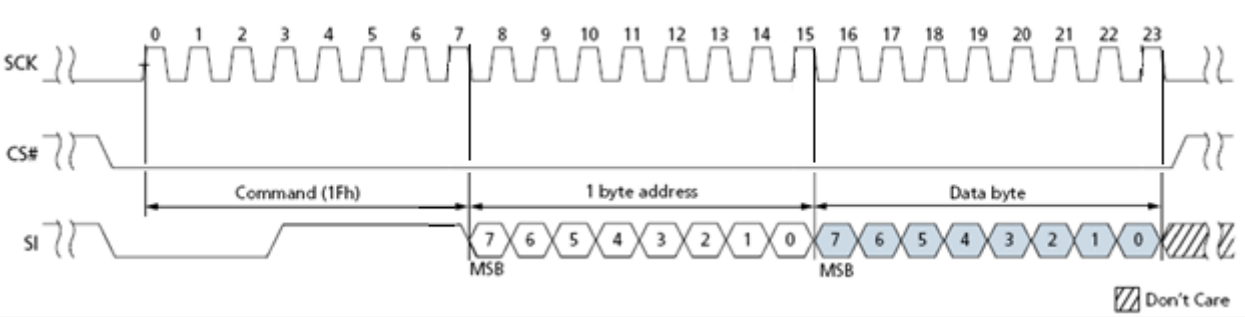 0 1 2 3 4 5 6 7 8 9 10 11 12 13 14 15 16 17 18 19 20 21 22 23
SCK
CS#
Command (1Fh) 1 byte address Data byte
SI 7 6 5 4 3 2 1 0 7 6 5 4 3 2 1 0
MSB MSB
Don't Care